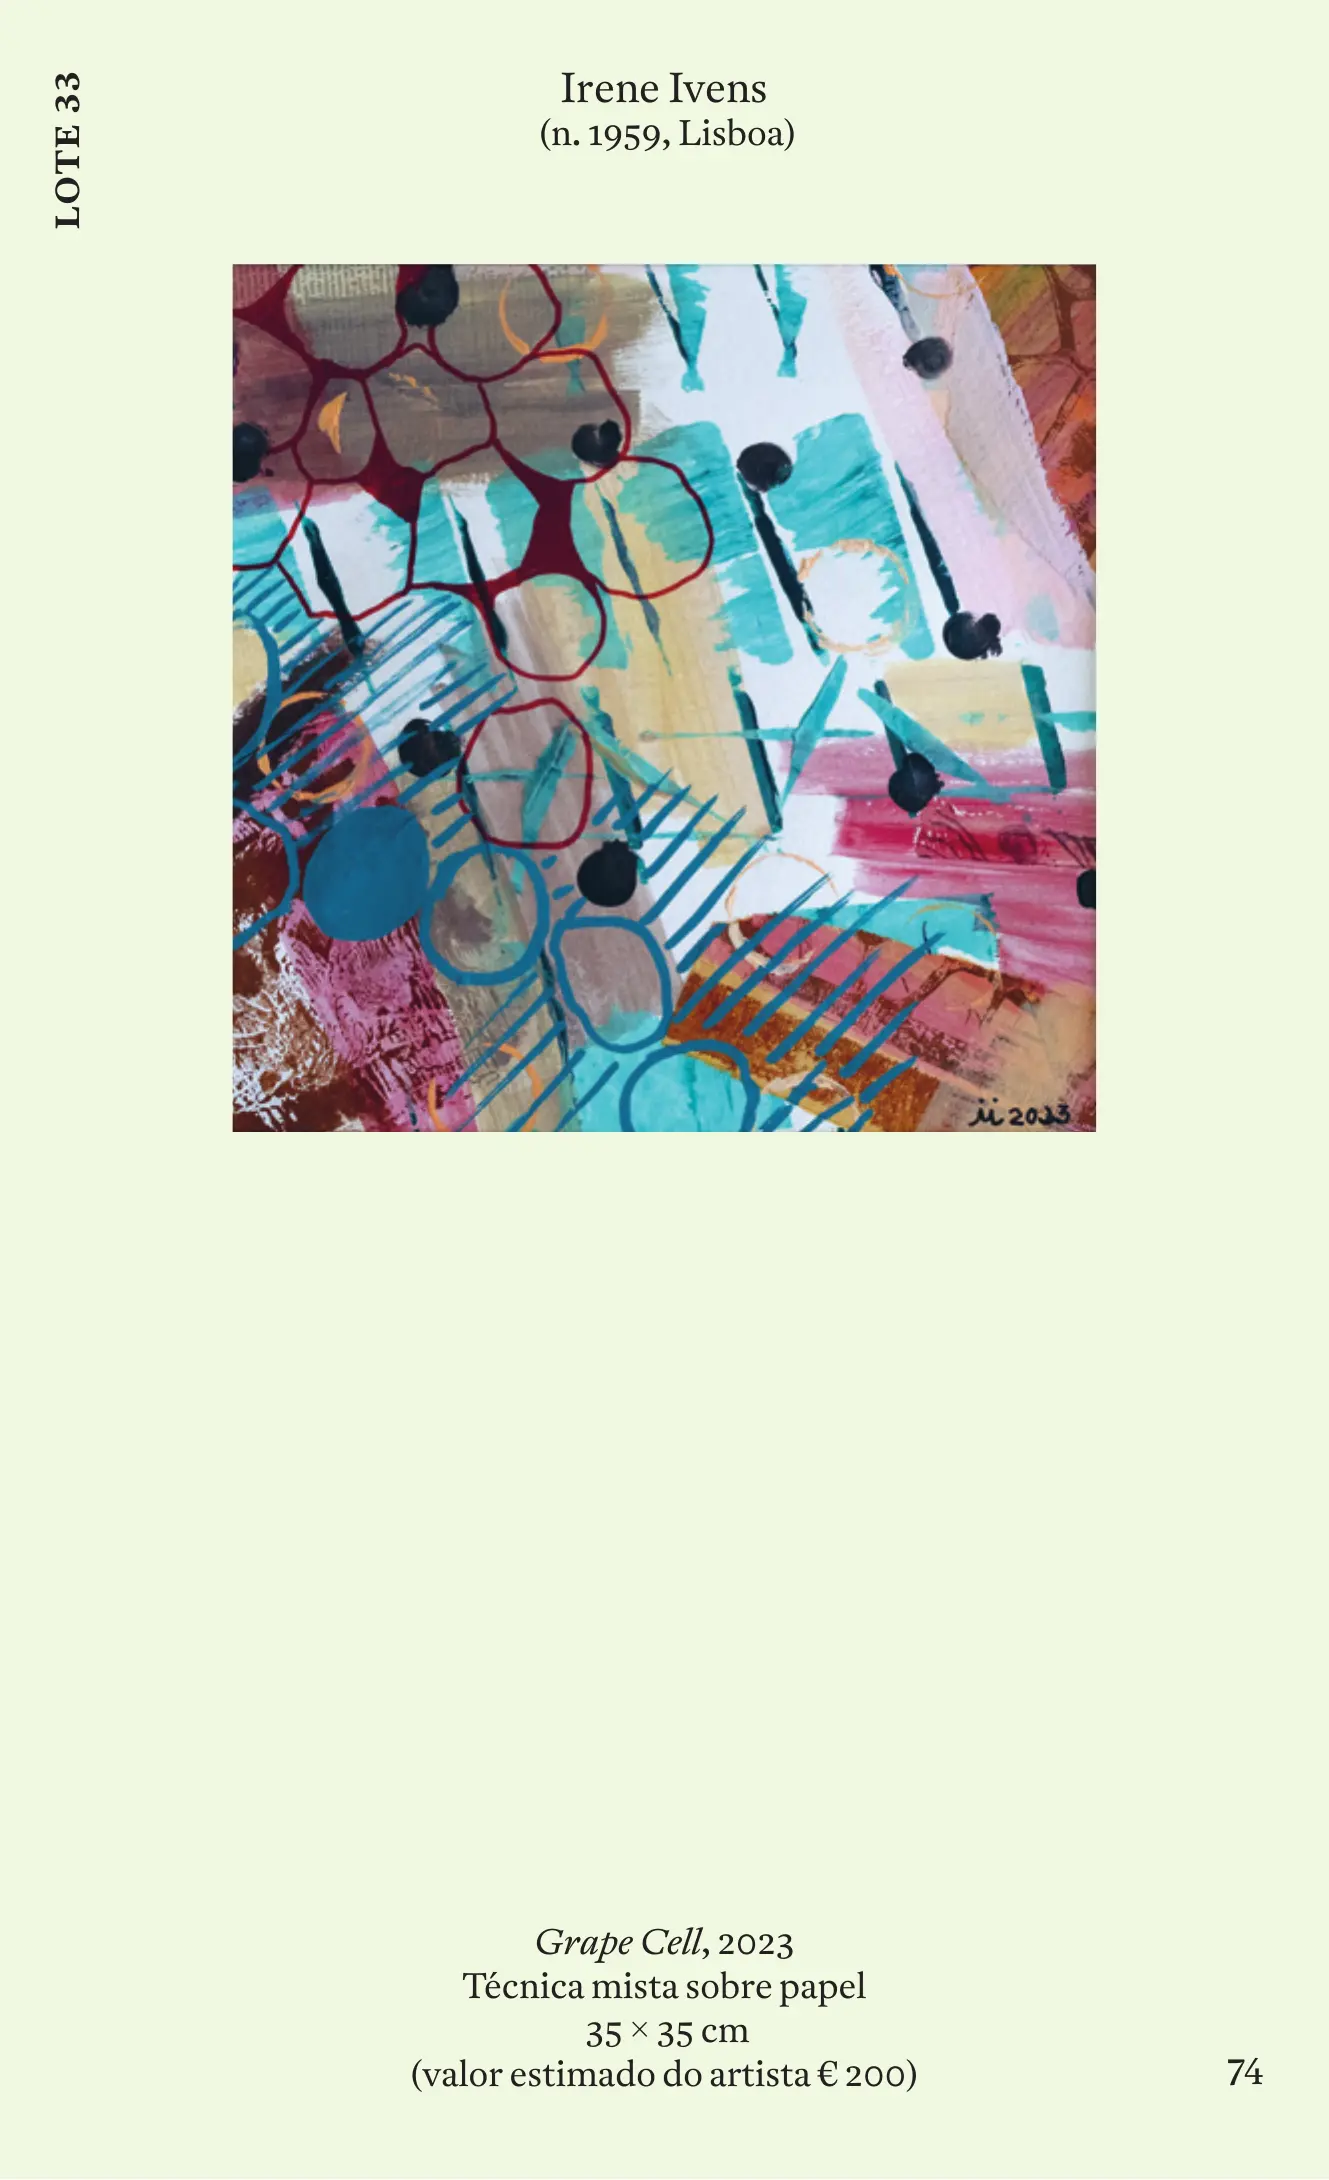 LOTE 33
Irene Ivens
(n. 1959, Lisboa)
ii 2023
Grape Cell, 2023
Técnica mista sobre papel
35 × 35 cm
(valor estimado do artista € 200)
74